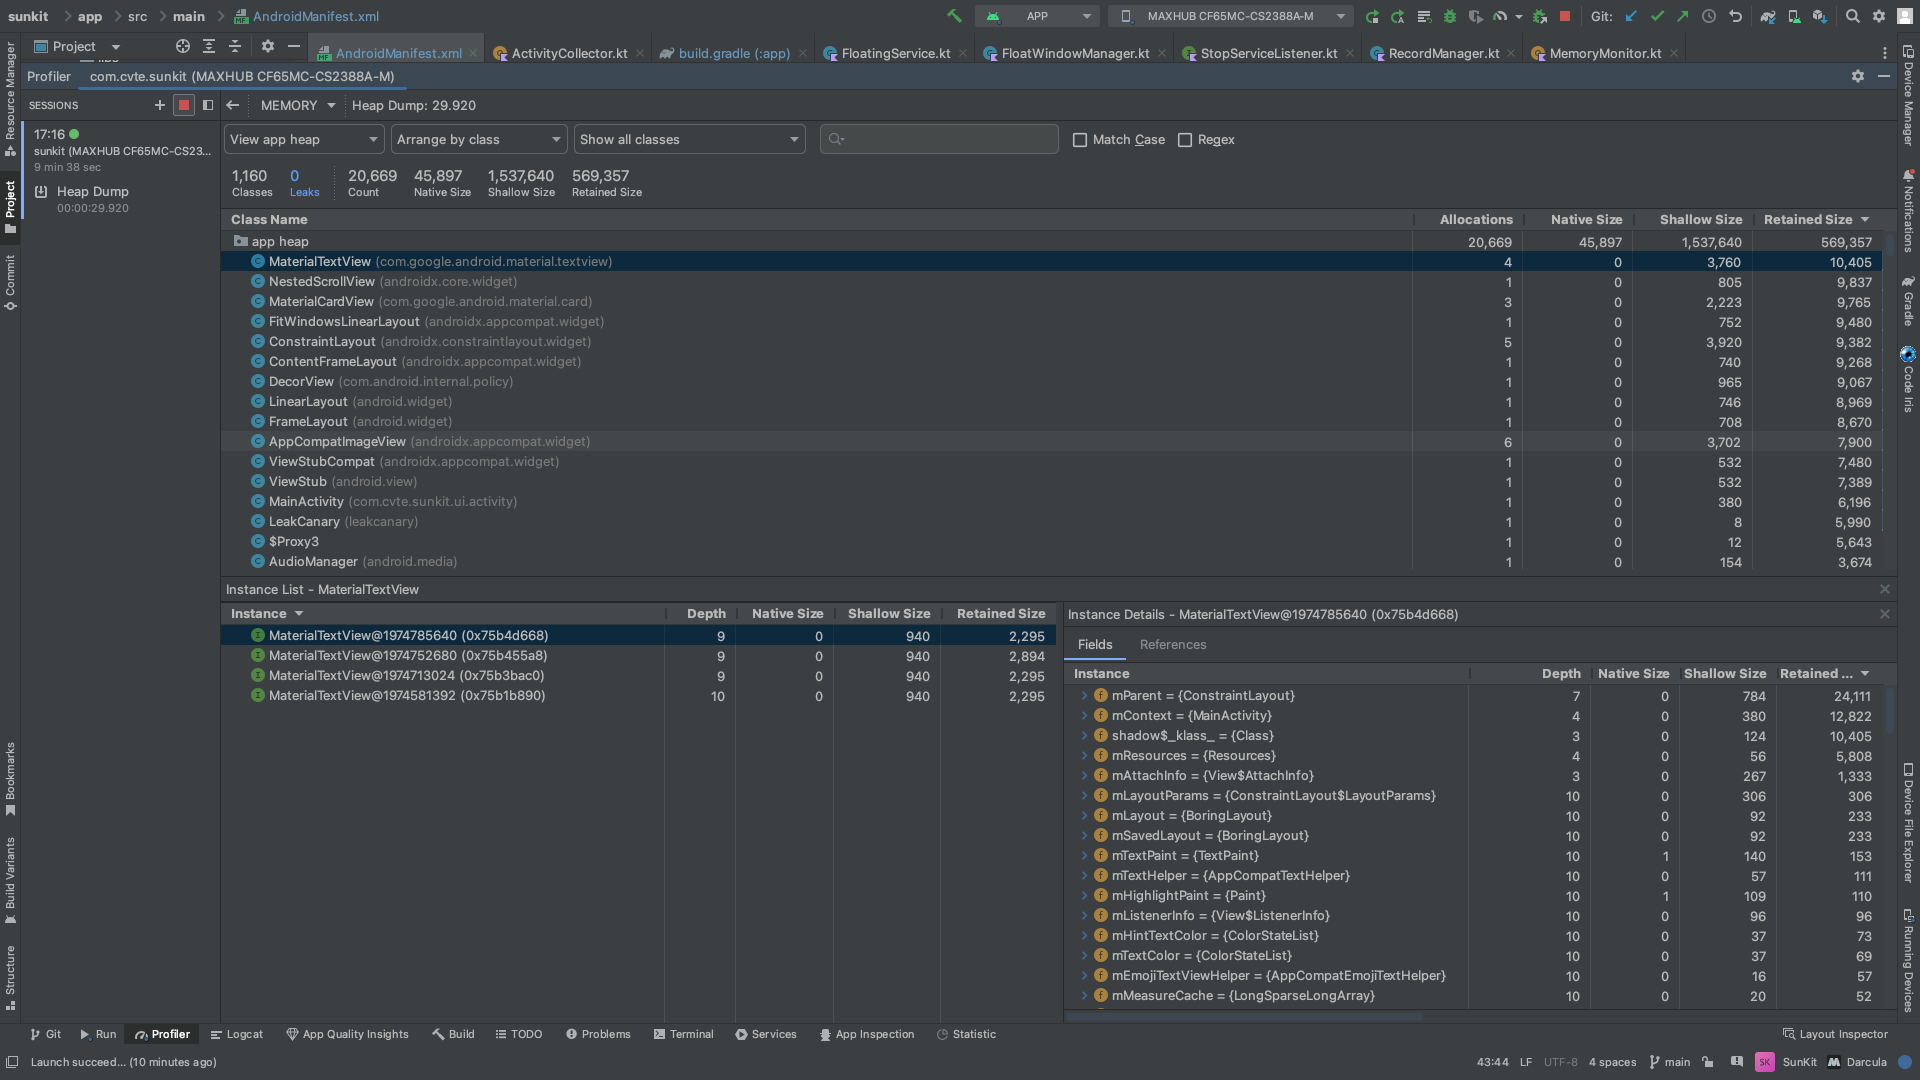 sunkit app src main AndroidManifest.xml APP MAXHUB CF65MC-CS2388A-M Git:
Project AndroidManifest.xml ActivityCollector.kt build.gradle (:app) FloatingService.kt FloatWindowManager.kt StopServiceListener.kt RecordManager.kt MemoryMonitor.kt
Profiler com.cvte.sunkit (MAXHUB CF65MC-CS2388A-M)
SESSIONS MEMORY Heap Dump: 29.920
17:16
sunkit (MAXHUB CF65MC-CS23...
9 min 38 sec
Heap Dump
00:00:29.920
View app heap Arrange by class Show all classes Match Case Regex
1,160 0 20,669 45,897 1,537,640 569,357
Classes Leaks Count Native Size Shallow Size Retained Size
Class Name Allocations Native Size Shallow Size Retained Size
app heap 20,669 45,897 1,537,640 569,357
MaterialTextView (com.google.android.material.textview) 4 0 3,760 10,405
NestedScrollView (androidx.core.widget) 1 0 805 9,837
MaterialCardView (com.google.android.material.card) 3 0 2,223 9,765
FitWindowsLinearLayout (androidx.appcompat.widget) 1 0 752 9,480
ConstraintLayout (androidx.constraintlayout.widget) 5 0 3,920 9,382
ContentFrameLayout (androidx.appcompat.widget) 1 0 740 9,268
DecorView (com.android.internal.policy) 1 0 965 9,067
LinearLayout (android.widget) 1 0 746 8,969
FrameLayout (android.widget) 1 0 708 8,670
AppCompatImageView (androidx.appcompat.widget) 6 0 3,702 7,900
ViewStubCompat (androidx.appcompat.widget) 1 0 532 7,480
ViewStub (android.view) 1 0 532 7,389
MainActivity (com.cvte.sunkit.ui.activity) 1 0 380 6,196
LeakCanary (leakcanary) 1 0 8 5,990
$Proxy3 1 0 12 5,643
AudioManager (android.media) 1 0 154 3,674
Instance List - MaterialTextView
Instance Depth Native Size Shallow Size Retained Size
MaterialTextView@1974785640 (0x75b4d668) 9 0 940 2,295
MaterialTextView@1974752680 (0x75b455a8) 9 0 940 2,894
MaterialTextView@1974713024 (0x75b3bac0) 9 0 940 2,295
MaterialTextView@1974581392 (0x75b1b890) 10 0 940 2,295
Instance Details - MaterialTextView@1974785640 (0x75b4d668)
Fields References
Instance Depth Native Size Shallow Size Retained ...
mParent = {ConstraintLayout} 7 0 784 24,111
mContext = {MainActivity} 4 0 380 12,822
shadow$_klass_ = {Class} 3 0 124 10,405
mResources = {Resources} 4 0 56 5,808
mAttachInfo = {View$AttachInfo} 3 0 267 1,333
mLayoutParams = {ConstraintLayout$LayoutParams} 10 0 306 306
mLayout = {BoringLayout} 10 0 92 233
mSavedLayout = {BoringLayout} 10 0 92 233
mTextPaint = {TextPaint} 10 1 140 153
mTextHelper = {AppCompatTextHelper} 10 0 57 111
mHighlightPaint = {Paint} 10 1 109 110
mListenerInfo = {View$ListenerInfo} 10 0 96 96
mHintTextColor = {ColorStateList} 10 0 37 73
mTextColor = {ColorStateList} 10 0 37 69
mEmojiTextViewHelper = {AppCompatEmojiTextHelper} 10 0 16 57
mMeasureCache = {LongSparseLongArray} 10 0 20 52
Resource Manager
Project
Commit
Bookmarks
Build Variants
Structure
Device Manager
Notifications
Gradle
Code Iris
Device File Explorer
Running Devices
Git Run Profiler Logcat App Quality Insights Build TODO Problems Terminal Services App Inspection Statistic Layout Inspector
Launch succeed... (10 minutes ago) 43:44 LF UTF-8 4 spaces main SK SunKit Darcula